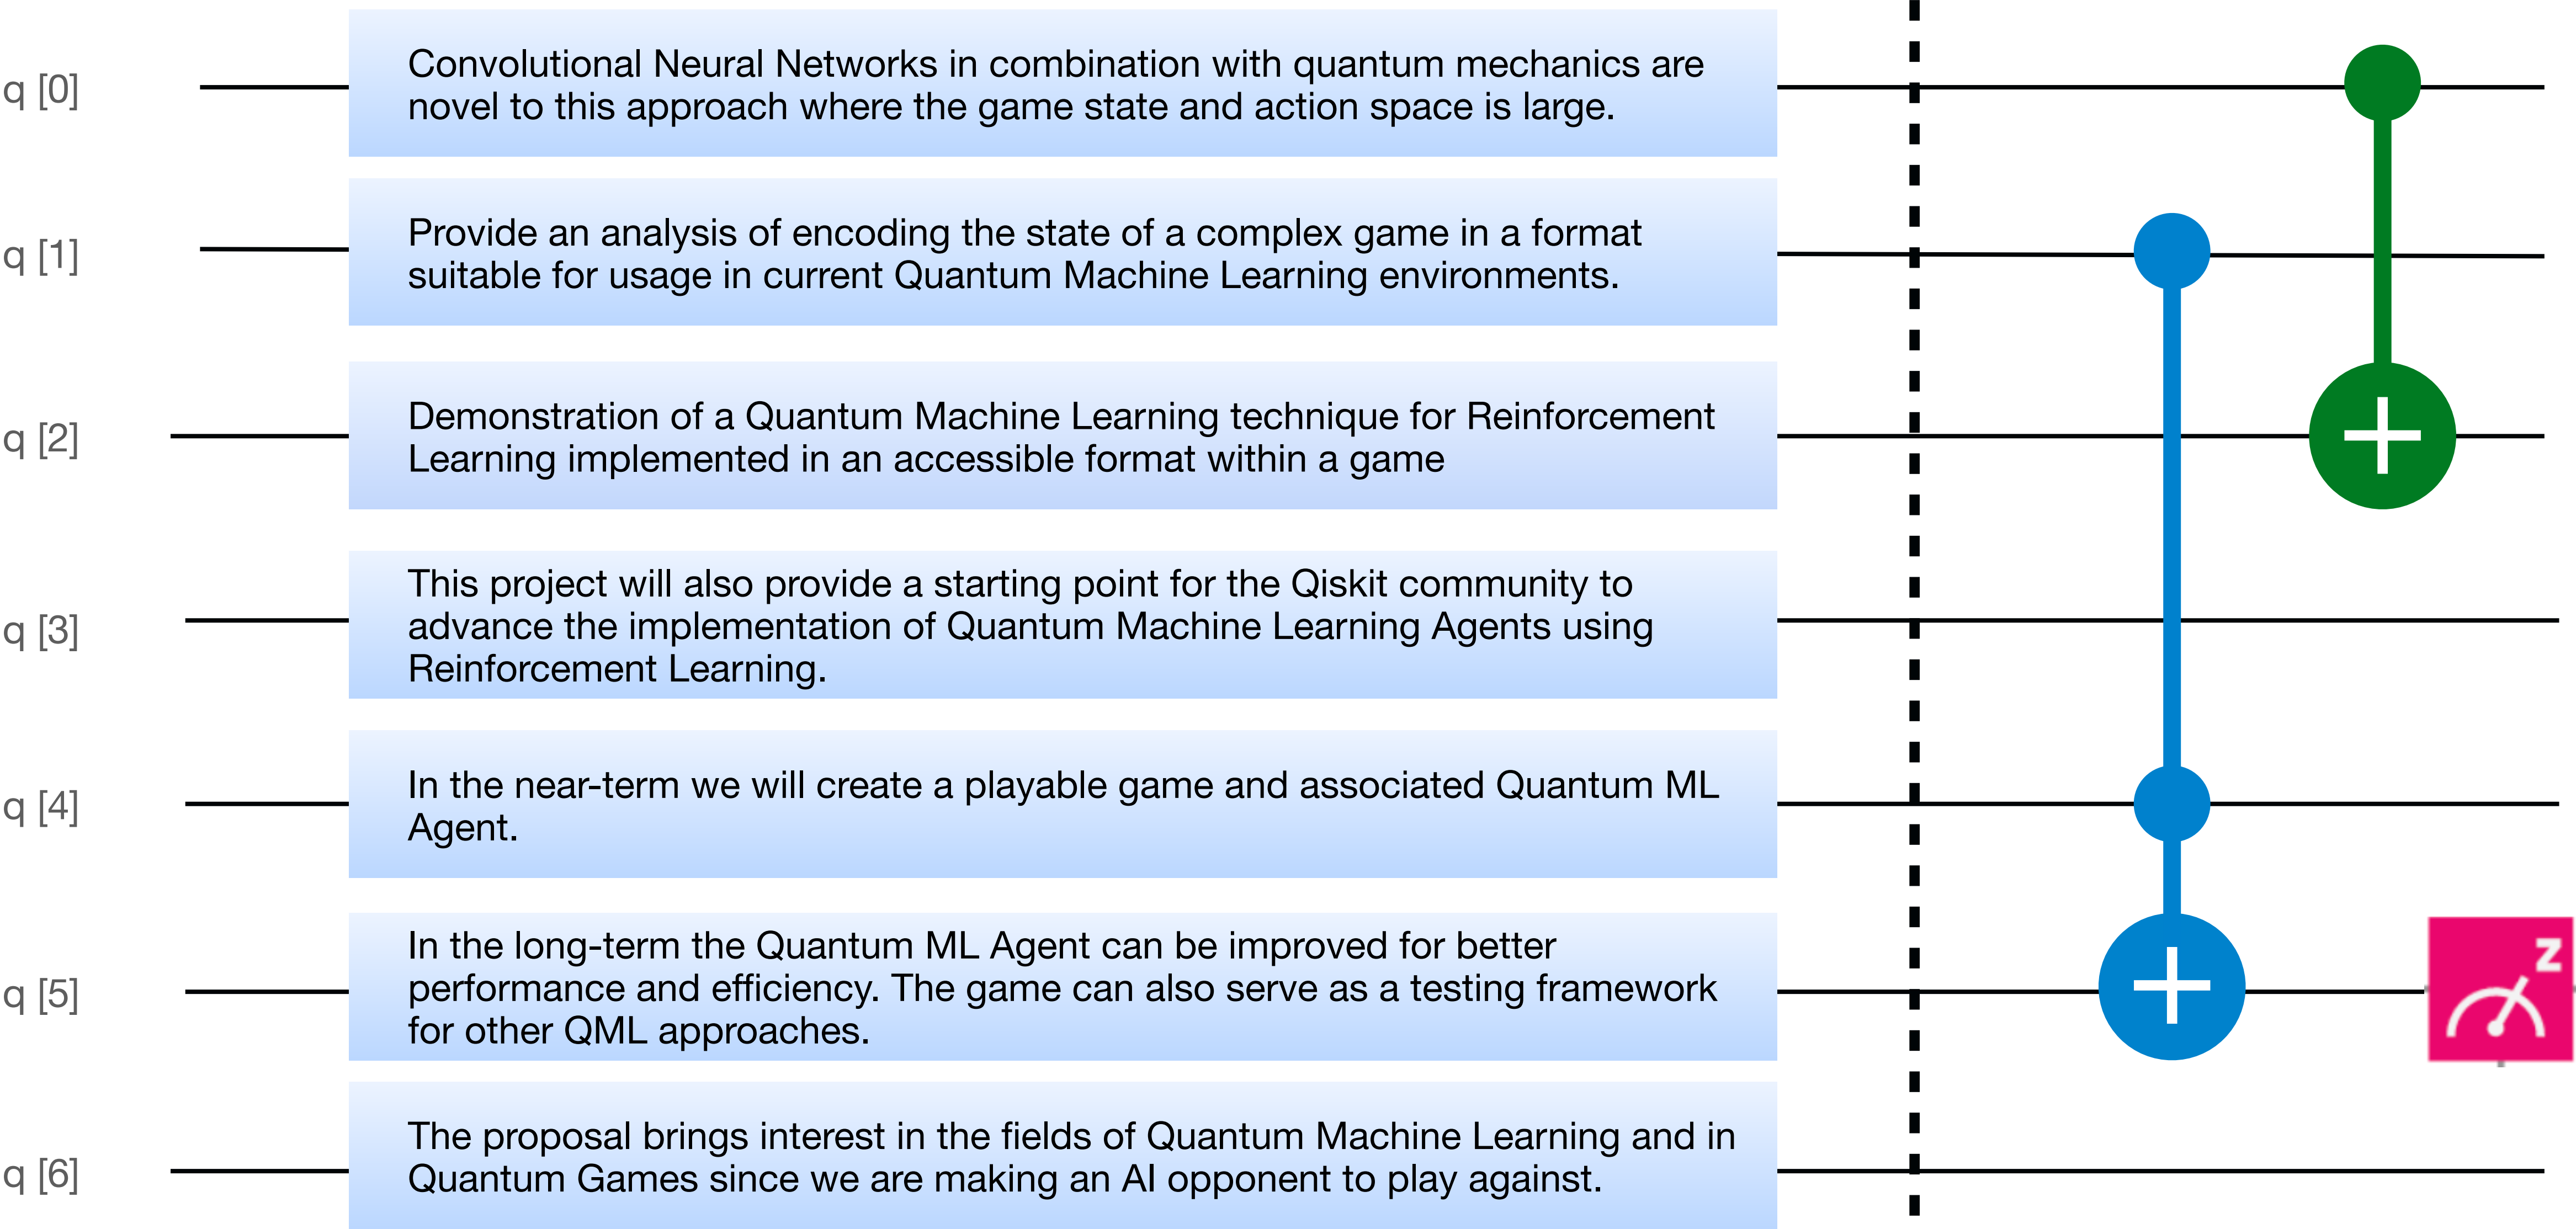 q [0]
Convolutional Neural Networks in combination with quantum mechanics are
novel to this approach where the game state and action space is large.
q [1]
Provide an analysis of encoding the state of a complex game in a format
suitable for usage in current Quantum Machine Learning environments.
q [2]
Demonstration of a Quantum Machine Learning technique for Reinforcement
Learning implemented in an accessible format within a game
q [3]
This project will also provide a starting point for the Qiskit community to
advance the implementation of Quantum Machine Learning Agents using
Reinforcement Learning.
q [4]
In the near-term we will create a playable game and associated Quantum ML
Agent.
q [5]
In the long-term the Quantum ML Agent can be improved for better
performance and efficiency. The game can also serve as a testing framework
for other QML approaches.
z
q [6]
The proposal brings interest in the fields of Quantum Machine Learning and in
Quantum Games since we are making an AI opponent to play against.